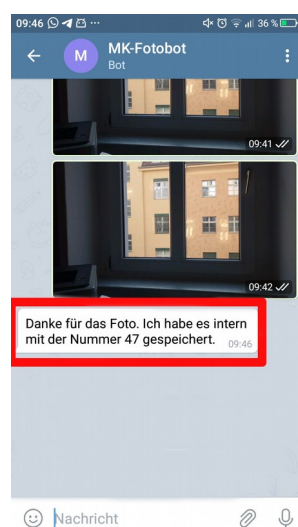 09:46 ... 36 %
M MK-Fotobot
Bot
09:41
09:42
Danke für das Foto. Ich habe es intern
mit der Nummer 47 gespeichert. 09:46
Nachricht